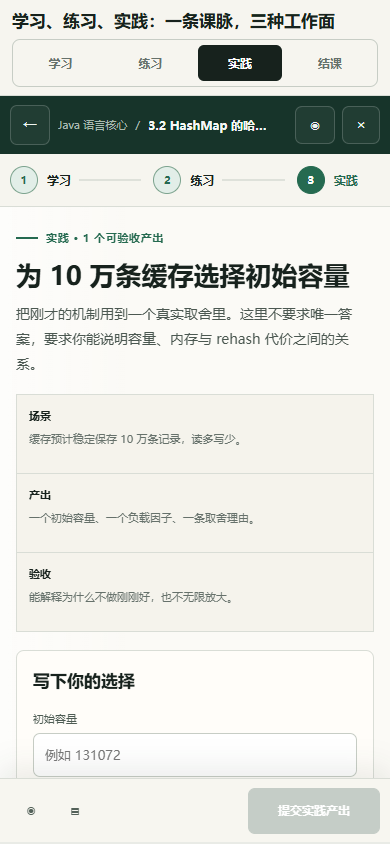 学习、练习、实践：一条课脉，三种工作面
学习 练习 实践 结课
← Java 语言核心 / 3.2 HashMap 的哈... ×
1 学习 2 练习 3 实践
实践 • 1 个可验收产出
为 10 万条缓存选择初始容量
把刚才的机制用到一个真实取舍里。这里不要求唯一答
案，要求你能说明容量、内存与 rehash 代价之间的关
系。
场景
缓存预计稳定保存 10 万条记录，读多写少。
产出
一个初始容量、一个负载因子、一条取舍理由。
验收
能解释为什么不做刚刚好，也不无限放大。
写下你的选择
初始容量
例如 131072
提交实践产出